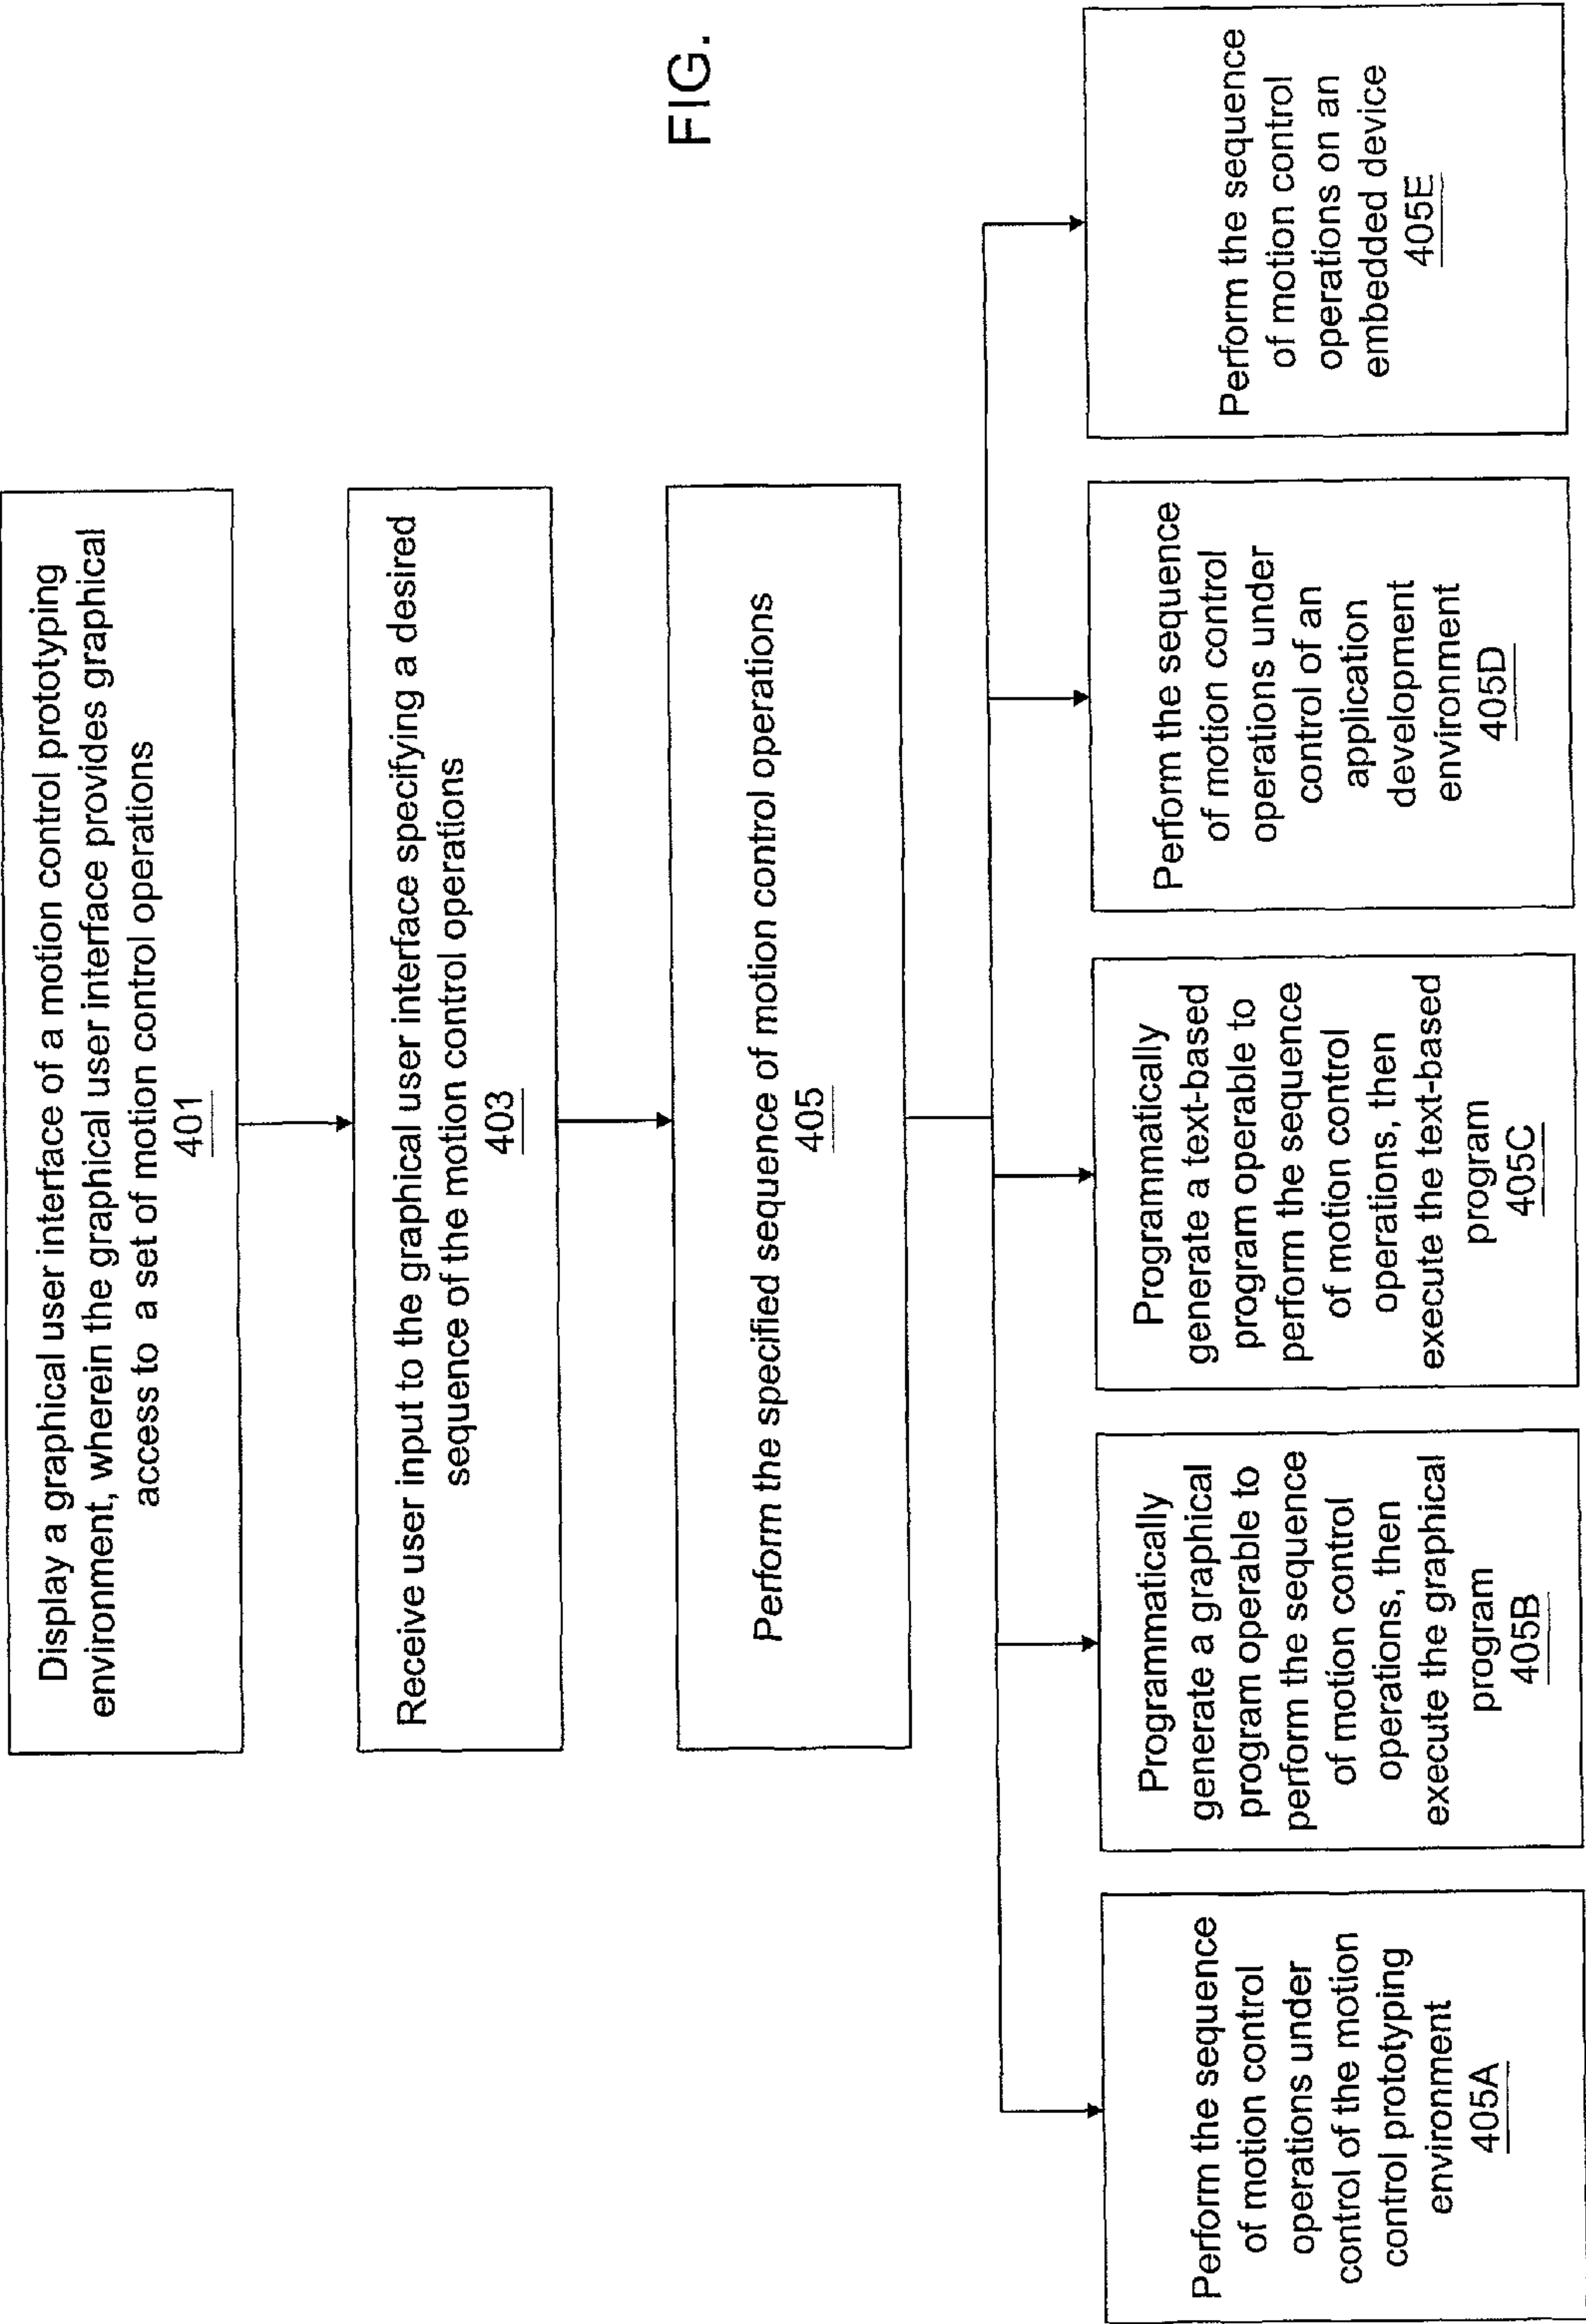 Display a graphical user interface of a motion control prototyping
environment, wherein the graphical user interface provides graphical
access to a set of motion control operations
401
Receive user input to the graphical user interface specifying a desired
sequence of the motion control operations
403
Perform the specified sequence of motion control operations
405
FIG.
Perform the sequence
of motion control
operations under
control of the motion
control prototyping
environment
405A
Programmatically
generate a graphical
program operable to
perform the sequence
of motion control
operations, then
execute the graphical
program
405B
Programmatically
generate a text-based
program operable to
perform the sequence
of motion control
operations, then
execute the text-based
program
405C
Perform the sequence
of motion control
operations under
control of an
application
development
environment
405D
Perform the sequence
of motion control
operations on an
embedded device
405E